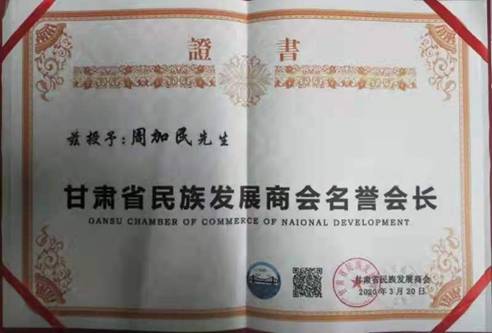 證書
兹授予:周加民先生
甘肃省民族发展商会名誉会长
GANSU CHAMBER OF COMMERCE OF NAIONAL DEVELOPMENT
甘肃省民族发展商会
2020年3月20日